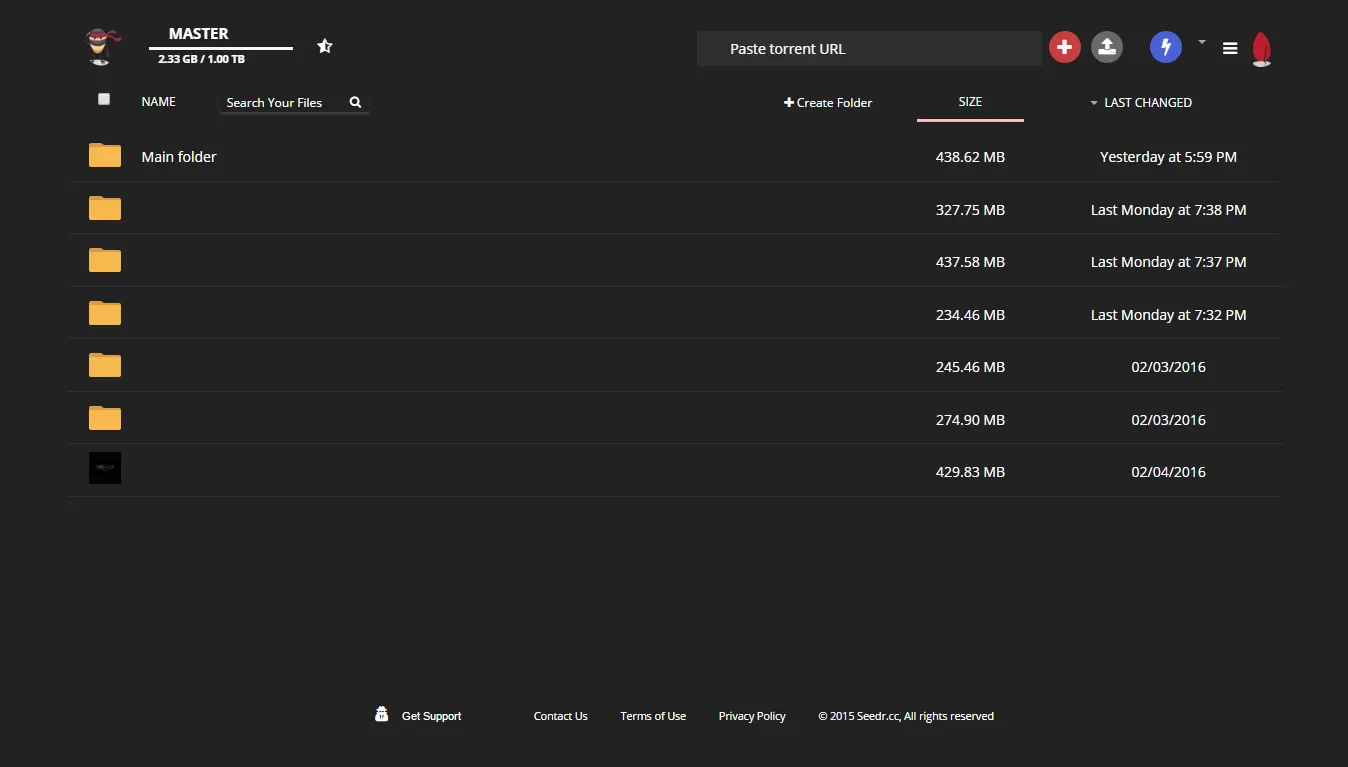 MASTER
2.33 GB / 1.00 TB
Paste torrent URL
NAME
Search Your Files
Create Folder
SIZE
LAST CHANGED
Main folder
438.62 MB
Yesterday at 5:59 PM
327.75 MB
Last Monday at 7:38 PM
437.58 MB
Last Monday at 7:37 PM
234.46 MB
Last Monday at 7:32 PM
245.46 MB
02/03/2016
274.90 MB
02/03/2016
429.83 MB
02/04/2016
Get Support
Contact Us
Terms of Use
Privacy Policy
© 2015 Seedr.cc, All rights reserved